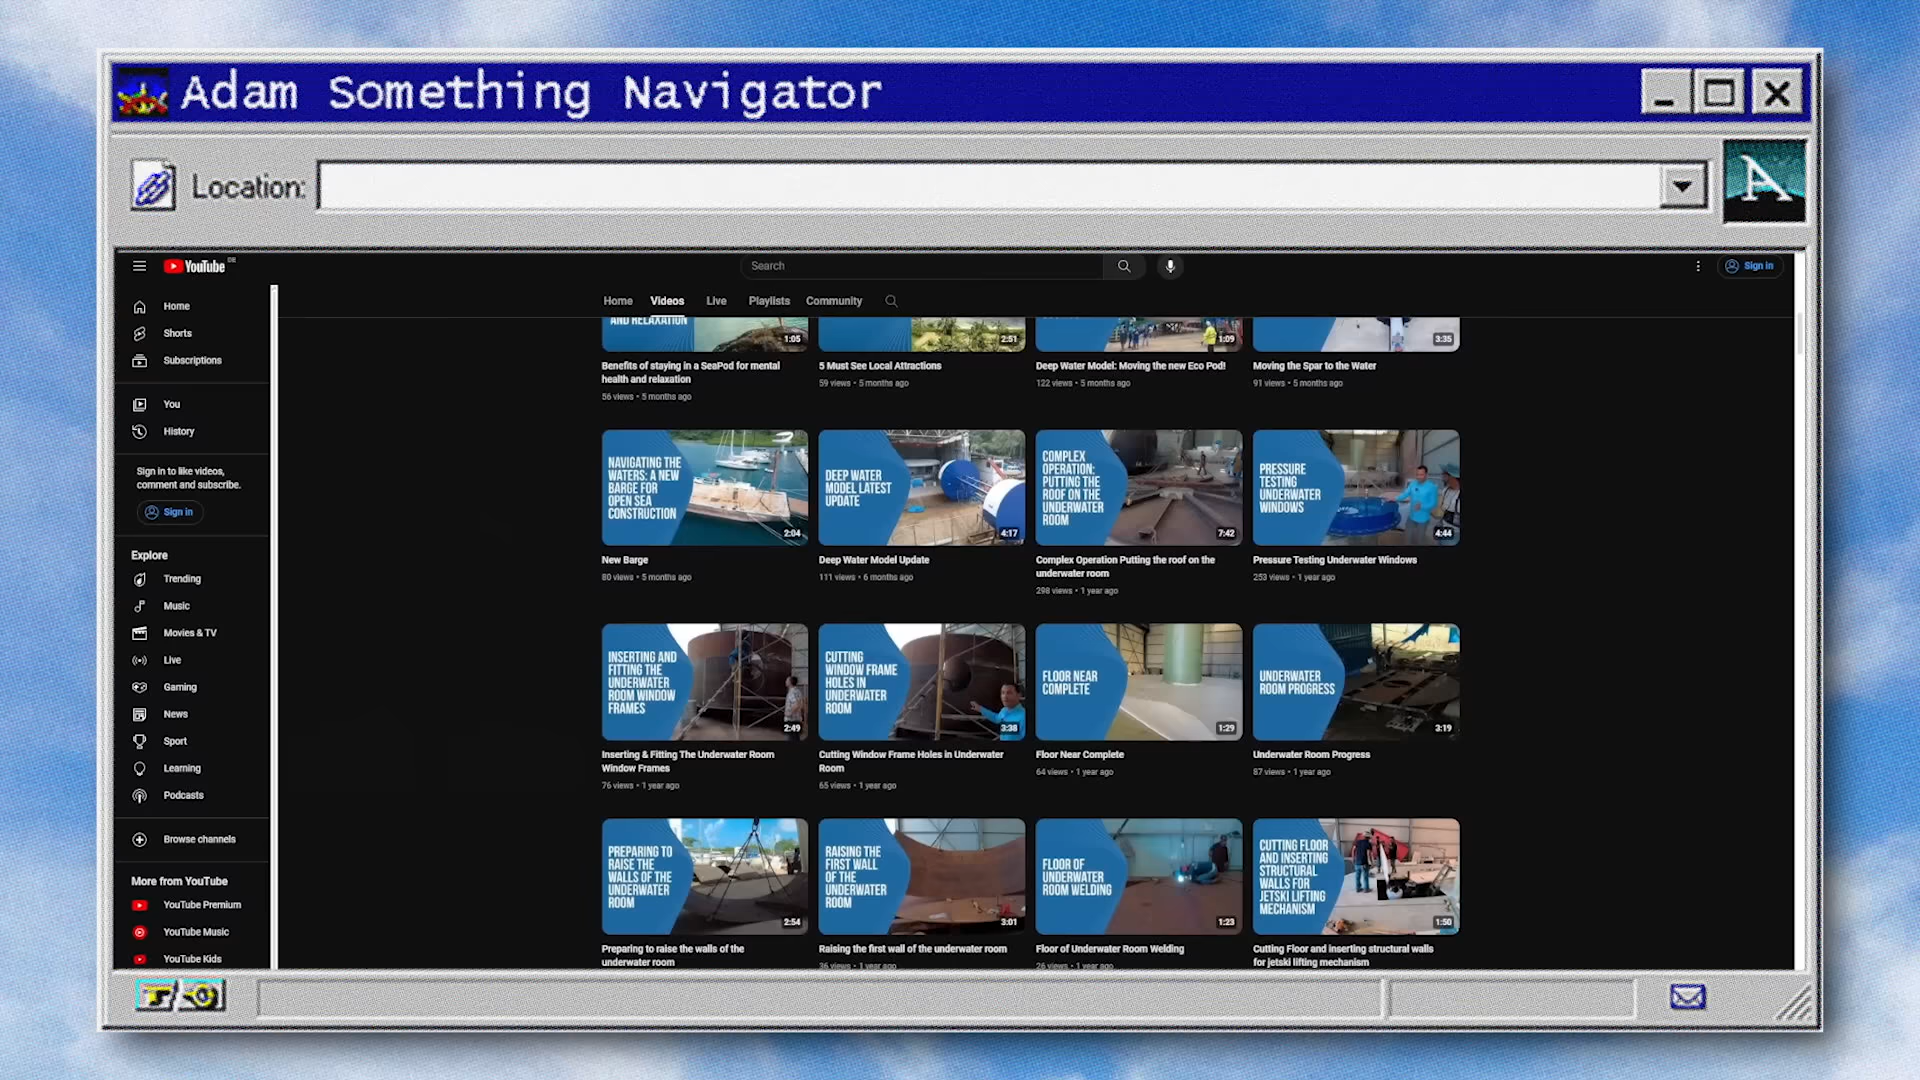 Adam Something Navigator
Location:
A
YouTube DE
Search
Sign in
Home
Shorts
Subscriptions
You
History
Sign in to like videos,
comment and subscribe.
Sign in
Explore
Trending
Music
Movies & TV
Live
Gaming
News
Sport
Learning
Podcasts
Browse channels
More from YouTube
YouTube Premium
YouTube Music
YouTube Kids
Home Videos Live Playlists Community
AND RELAXATION
1:05
Benefits of staying in a SeaPod for mental
health and relaxation
56 views • 5 months ago
2:51
5 Must See Local Attractions
59 views • 5 months ago
1:09
Deep Water Model: Moving the new Eco Pod!
122 views • 5 months ago
3:35
Moving the Spar to the Water
91 views • 5 months ago
NAVIGATING THE
WATERS: A NEW
BARGE FOR
OPEN SEA
CONSTRUCTION
2:04
New Barge
80 views • 5 months ago
DEEP WATER
MODEL LATEST
UPDATE
4:17
Deep Water Model Update
111 views • 6 months ago
COMPLEX
OPERATION:
PUTTING THE
ROOF ON THE
UNDERWATER
ROOM
7:42
Complex Operation Putting the roof on the
underwater room
298 views • 1 year ago
PRESSURE
TESTING
UNDERWATER
WINDOWS
4:44
Pressure Testing Underwater Windows
253 views • 1 year ago
INSERTING AND
FITTING THE
UNDERWATER
ROOM WINDOW
FRAMES
2:49
Inserting & Fitting The Underwater Room
Window Frames
76 views • 1 year ago
CUTTING
WINDOW FRAME
HOLES IN
UNDERWATER
ROOM
3:38
Cutting Window Frame Holes in Underwater
Room
65 views • 1 year ago
FLOOR NEAR
COMPLETE
1:29
Floor Near Complete
64 views • 1 year ago
UNDERWATER
ROOM PROGRESS
3:19
Underwater Room Progress
87 views • 1 year ago
PREPARING TO
RAISE THE
WALLS OF THE
UNDERWATER
ROOM
2:54
Preparing to raise the walls of the
underwater room
RAISING THE
FIRST WALL
OF THE
UNDERWATER
ROOM
3:01
Raising the first wall of the underwater room
36 views • 1 year ago
FLOOR OF
UNDERWATER
ROOM WELDING
1:23
Floor of Underwater Room Welding
26 views • 1 year ago
CUTTING FLOOR
AND INSERTING
STRUCTURAL
WALLS FOR
JETSKI LIFTING
MECHANISM
1:50
Cutting Floor and inserting structural walls
for jetski lifting mechanism